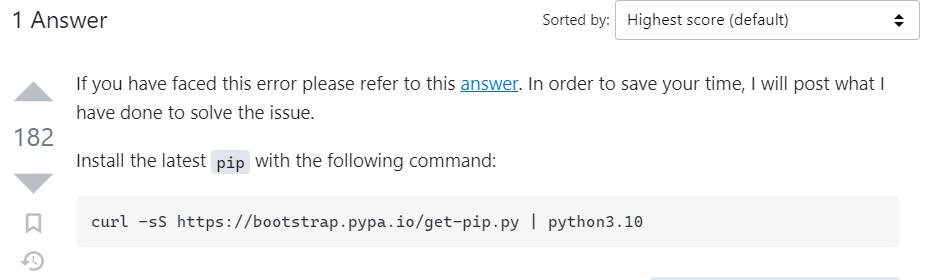 1 Answer
Sorted by:
Highest score (default)
182
If you have faced this error please refer to this answer. In order to save your time, I will post what I
have done to solve the issue.
Install the latest pip with the following command:
curl -sS https://bootstrap.pypa.io/get-pip.py | python3.10